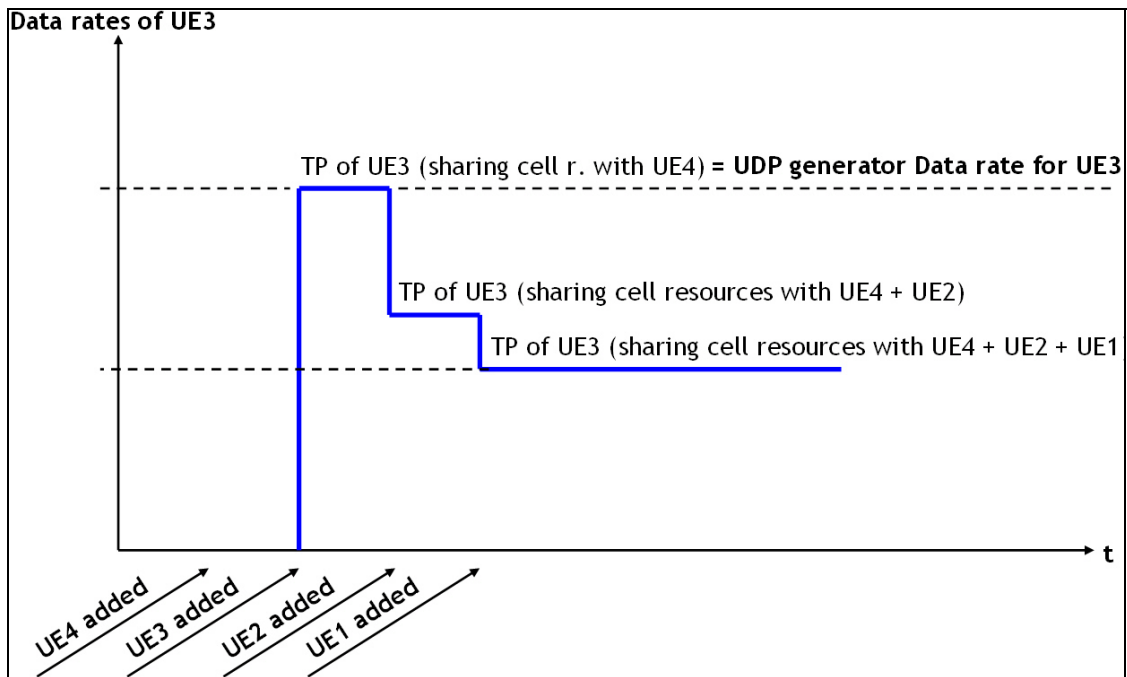 Data rates of UE3
TP of UE3 (sharing cell r. with UE4) = UDP generator Data rate for UE3
TP of UE3 (sharing cell resources with UE4 + UE2)
TP of UE3 (sharing cell resources with UE4 + UE2 + UE1
t
UE4 added
UE3 added
UE2 added
UE1 added